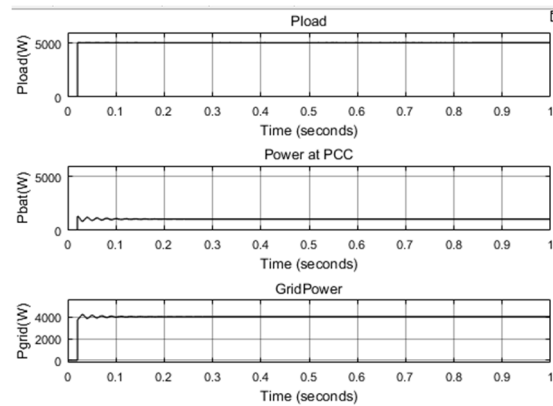 Pload
Pload(W)
5000
0
0 0.1 0.2 0.3 0.4 0.5 0.6 0.7 0.8 0.9 1
Time (seconds)
Power at PCC
Pbat(W)
5000
0
0 0.1 0.2 0.3 0.4 0.5 0.6 0.7 0.8 0.9 1
Time (seconds)
GridPower
Pgrid(W)
4000
2000
0
0 0.1 0.2 0.3 0.4 0.5 0.6 0.7 0.8 0.9 1
Time (seconds)